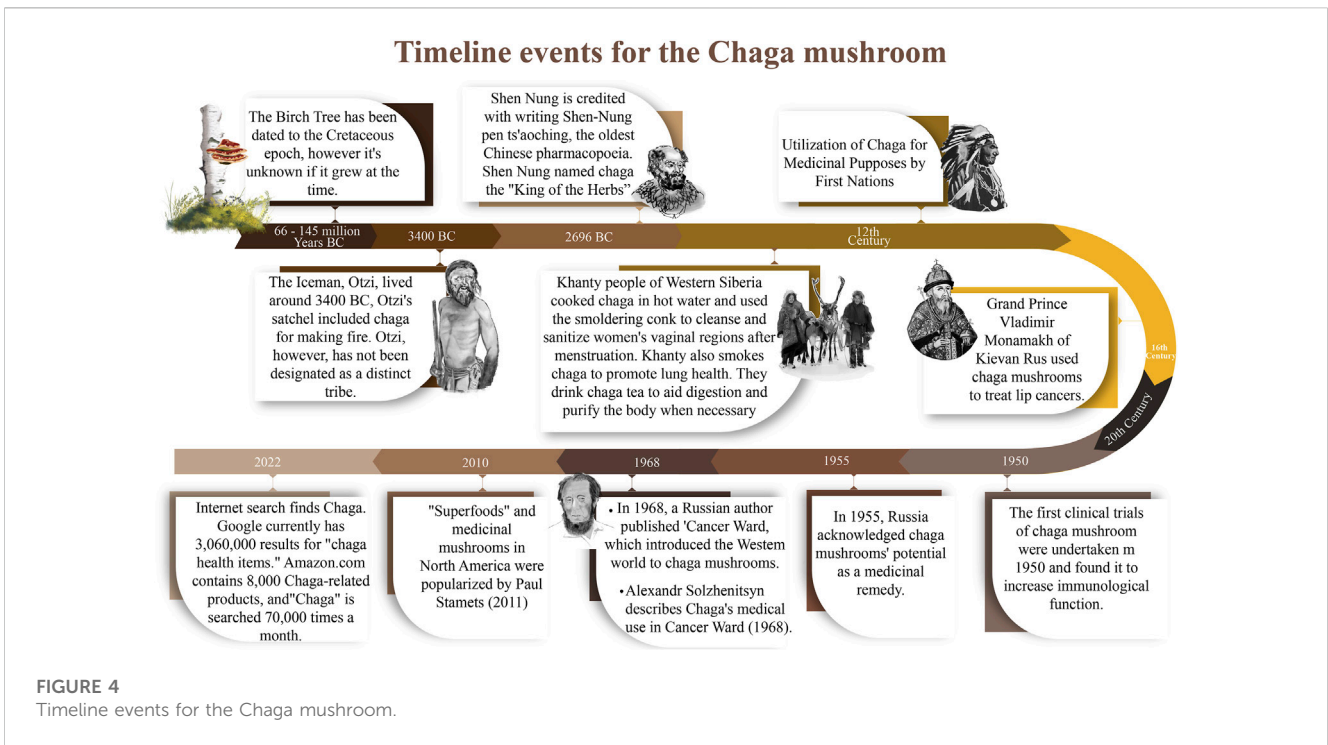 Timeline events for the Chaga mushroom
The Birch Tree has been
dated to the Cretaceous
epoch, however it's
unknown if it grew at the
time.
Shen Nung is credited
with writing Shen-Nung
pen ts'aoching, the oldest
Chinese pharmacopoeia.
Shen Nung named chaga
the "King of the Herbs"
Utilization of Chaga for
Medicinal Pupposes by
First Nations
66 - 145 million
Years BC
3400 BC
2696 BC
12th
Century
The Iceman, Otzi, lived
around 3400 BC, Otzi's
satchel included chaga
for making fire. Otzi,
however, has not been
designated as a distinct
tribe.
Khanty people of Western Siberia
cooked chaga in hot water and used
the smoldering conk to cleanse and
sanitize women's vaginal regions after
menstruation. Khanty also smokes
chaga to promote lung health. They
drink chaga tea to aid digestion and
purify the body when necessary
Grand Prince
Vladimir
Monamakh of
Kievan Rus used
chaga mushrooms
to treat lip cancers.
16th
Century
20th Century
2022
2010
1968
1955
1950
Internet search finds Chaga.
Google currently has
3,060,000 results for "chaga
health items." Amazon.com
contains 8,000 Chaga-related
products, and"Chaga" is
searched 70,000 times a
month.
"Superfoods" and
medicinal
mushrooms in
North America were
popularized by Paul
Stamets (2011)
• In 1968, a Russian author
published 'Cancer Ward,
which introduced the Westem
world to chaga mushrooms.
• Alexandr Solzhenitsyn
describes Chaga's medical
use in Cancer Ward (1968).
In 1955, Russia
acknowledged chaga
mushrooms' potential
as a medicinal
remedy.
The first clinical trials
of chaga mushroom
were undertaken m
1950 and found it to
increase immunological
function.
FIGURE 4
Timeline events for the Chaga mushroom.